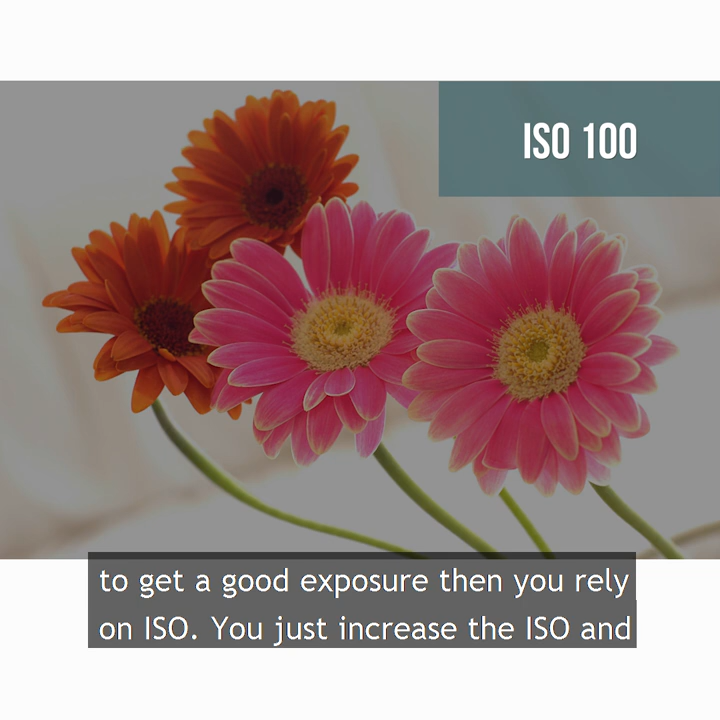 ISO 100
to get a good exposure then you rely
on ISO. You just increase the ISO and